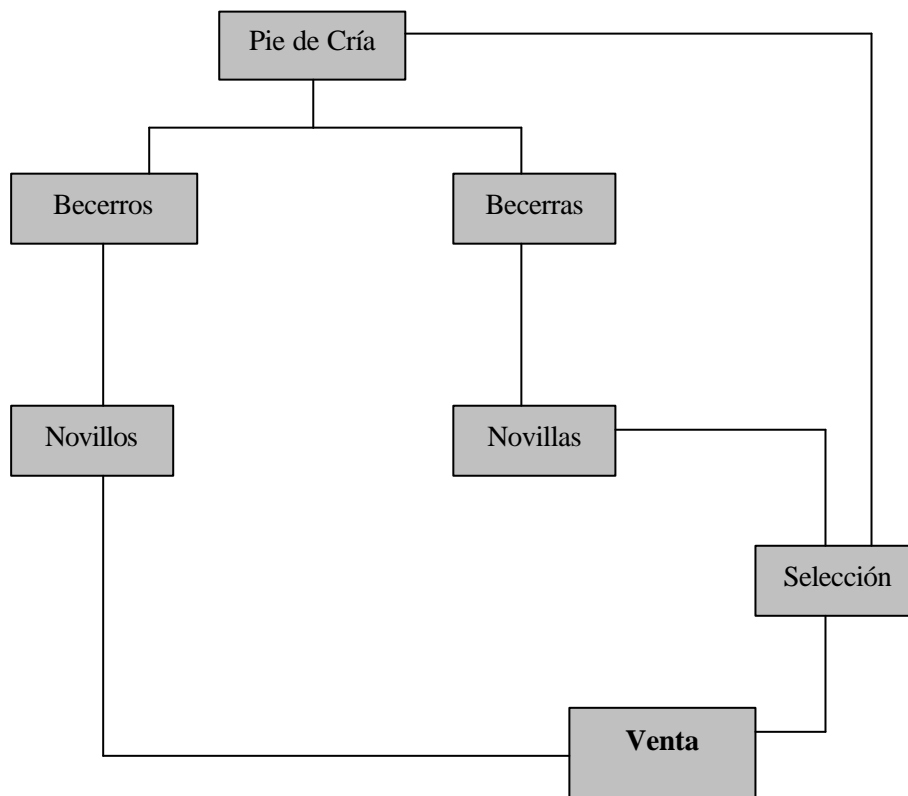 Pie de Cría
Becerros
Becerras
Novillos
Novillas
Selección
Venta